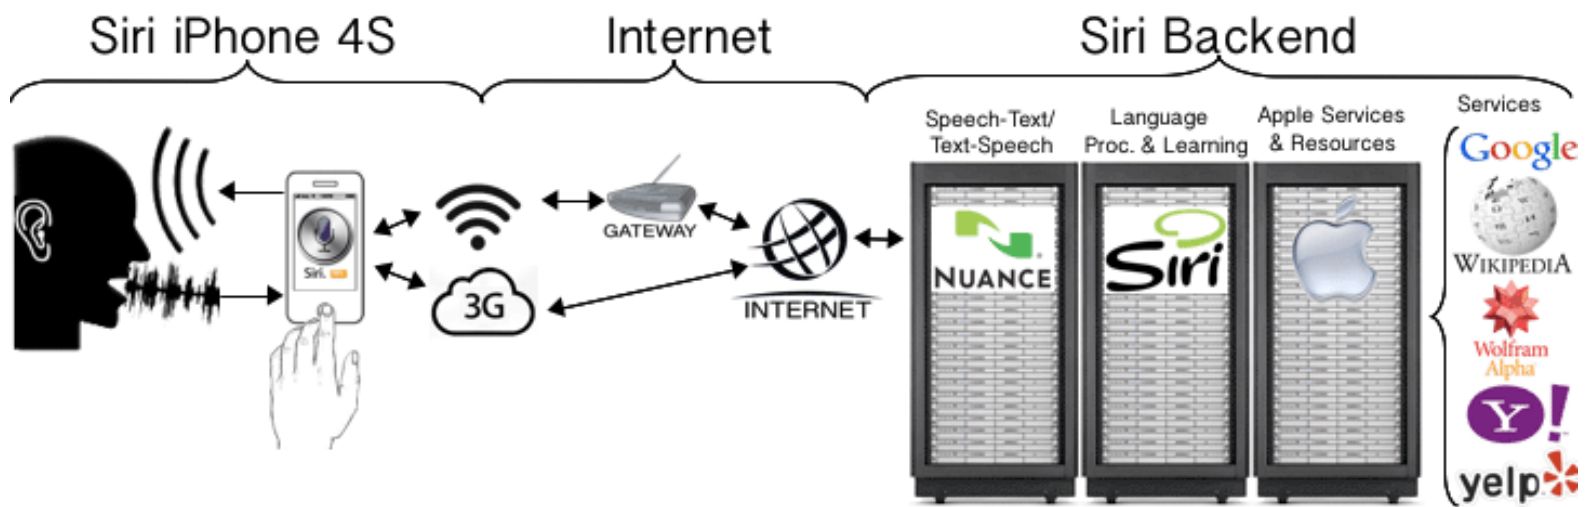 Siri iPhone 4S
Internet
Siri Backend
Speech-Text/
Text-Speech
Language
Proc. & Learning
Apple Services
& Resources
Services
Siri.
3G
GATEWAY
INTERNET
NUANCE
Siri
Google
WIKIPEDIA
Wolfram
Alpha
Y!
yelp